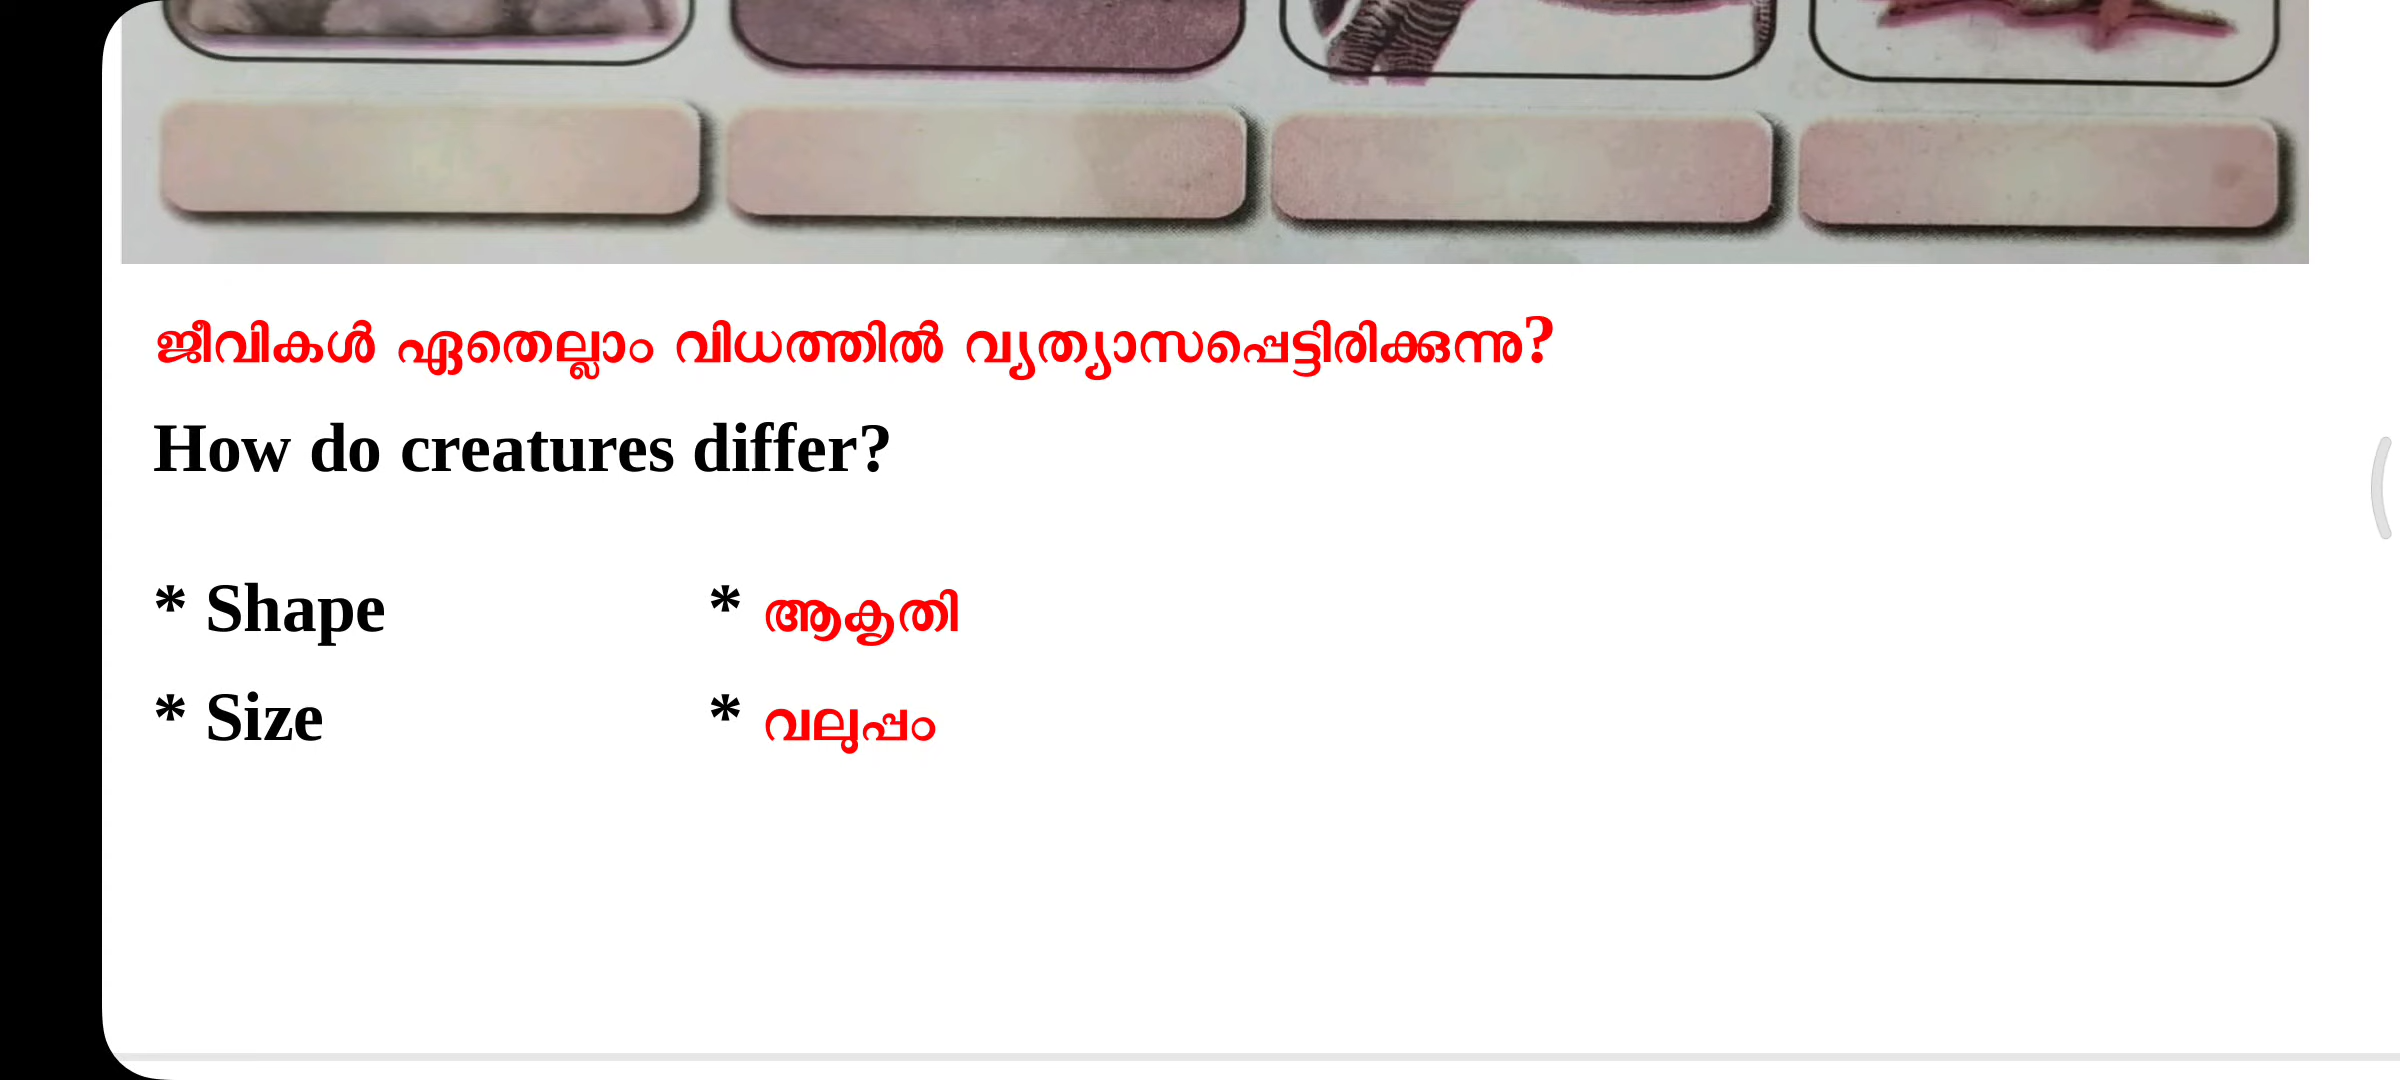 ജീവികൾ ഏതെല്ലാം വിധത്തിൽ വ്യത്യാസപ്പെട്ടിരിക്കുന്നു?
How do creatures differ?
* Shape * ആകൃതി
* Size * വലുപ്പം